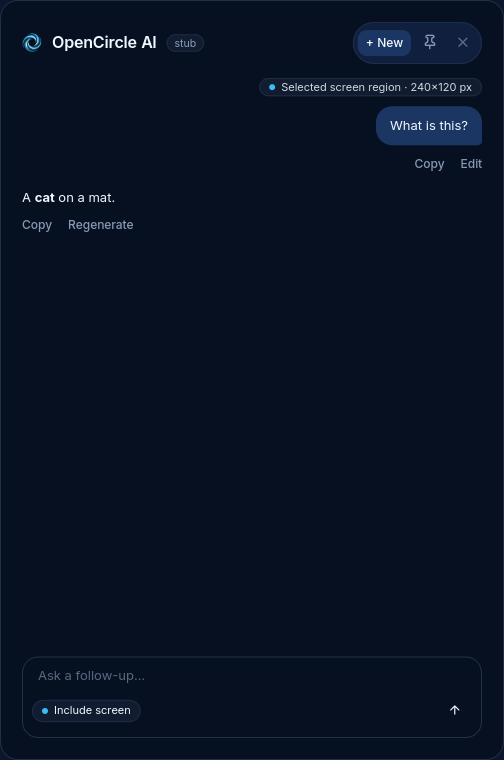 OpenCircle AI stub + New
Selected screen region · 240×120 px
What is this?
Copy Edit
A cat on a mat.
Copy Regenerate
Ask a follow-up...
Include screen